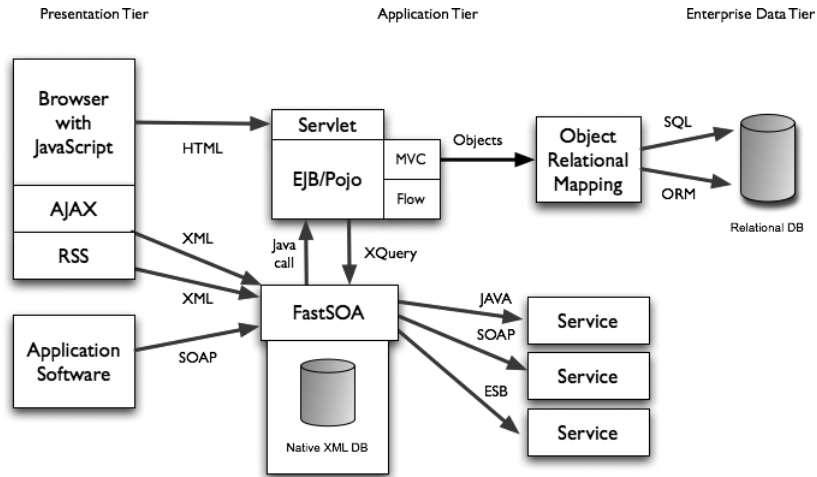 Presentation Tier
Application Tier
Enterprise Data Tier
Browser
with
JavaScript
AJAX
RSS
HTML
XML
XML
Application
Software
SOAP
Servlet
EJB/Pojo
MVC
Flow
Java
call
XQuery
FastSOA
Native XML DB
Objects
Object
Relational
Mapping
SQL
ORM
Relational DB
JAVA
SOAP
ESB
Service
Service
Service